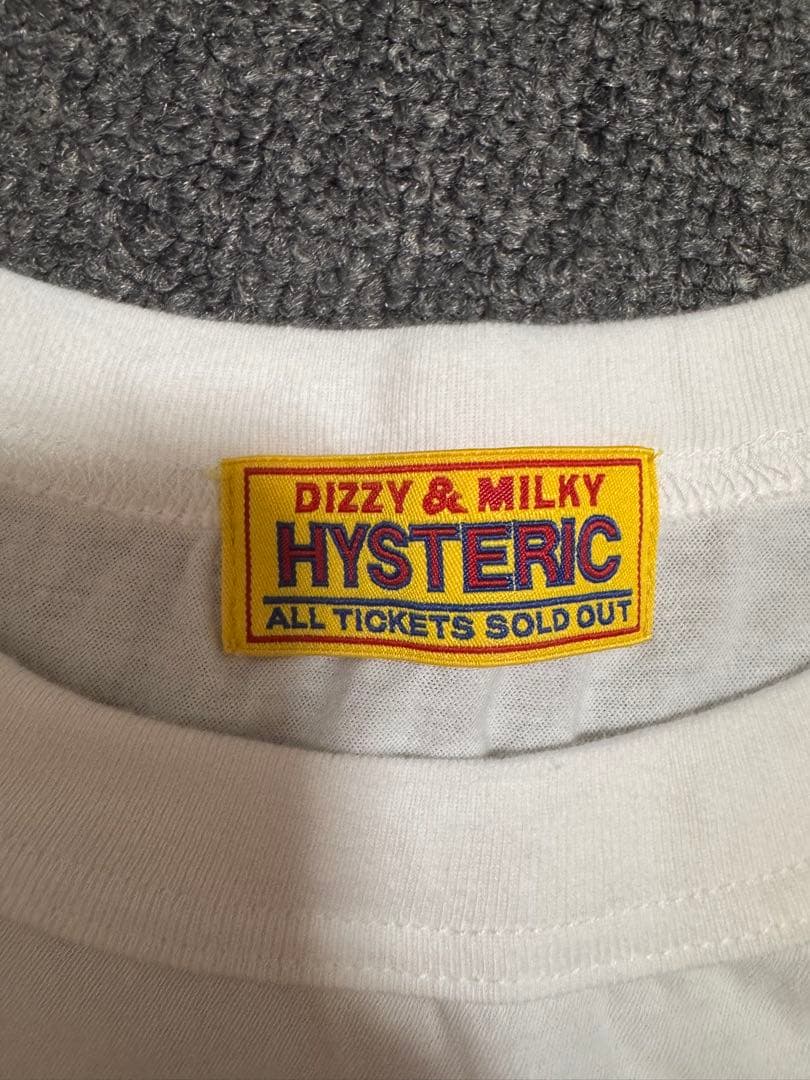 DIZZY & MILKY
HYSTERIC
ALL TICKETS SOLD OUT